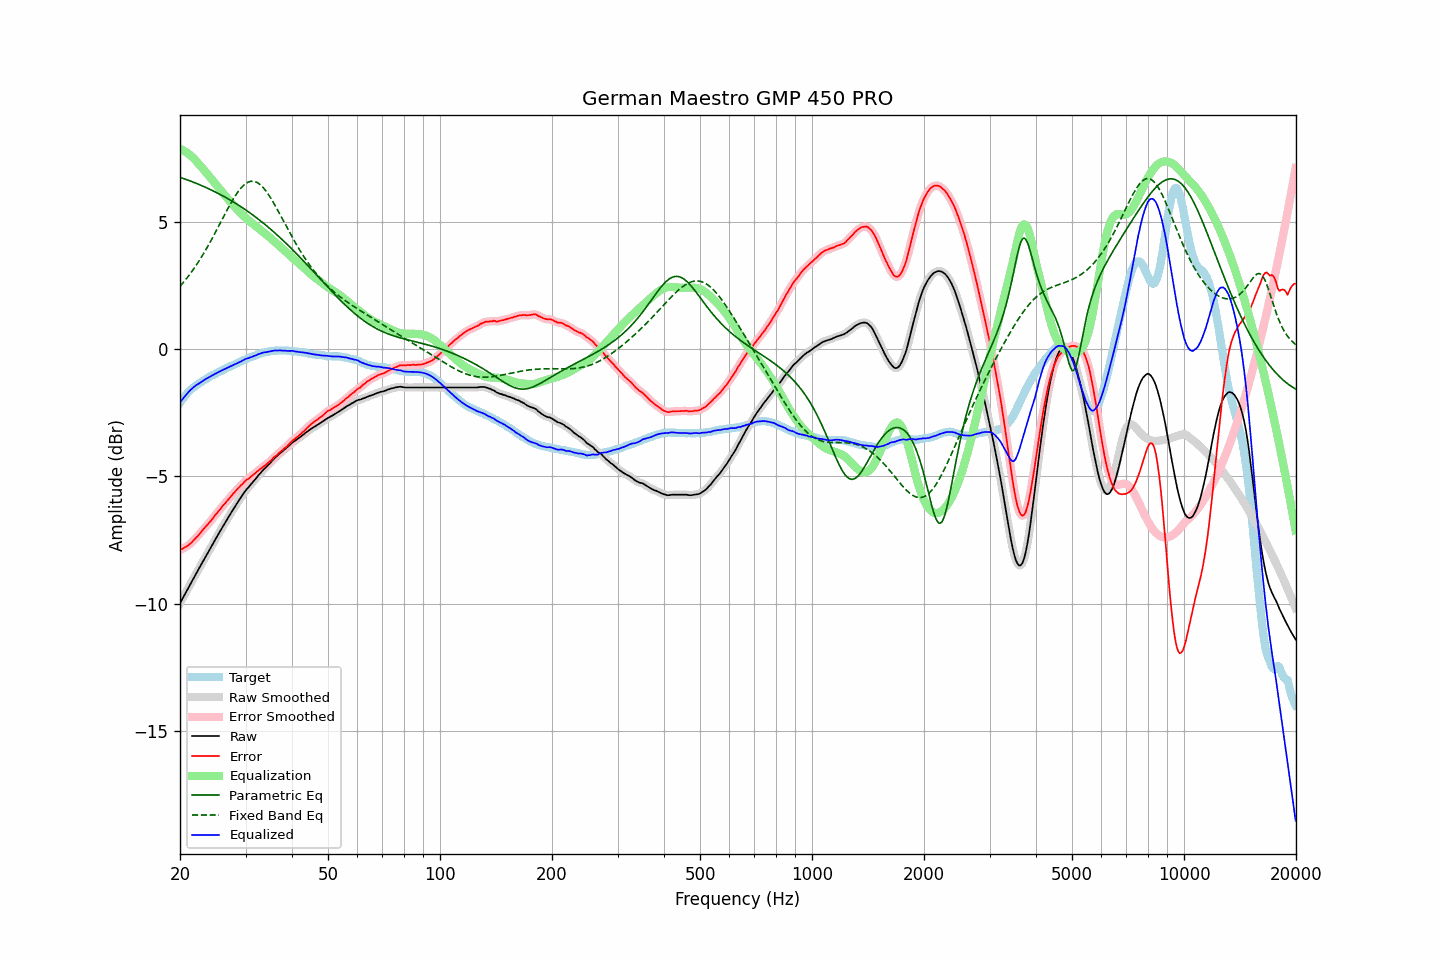 German Maestro GMP 450 PRO
Amplitude (dBr)
5
0
−5
−10
−15
Target
Raw Smoothed
Error Smoothed
Raw
Error
Equalization
Parametric Eq
Fixed Band Eq
Equalized
20 50 100 200 500 1000 2000 5000 10000 20000
Frequency (Hz)